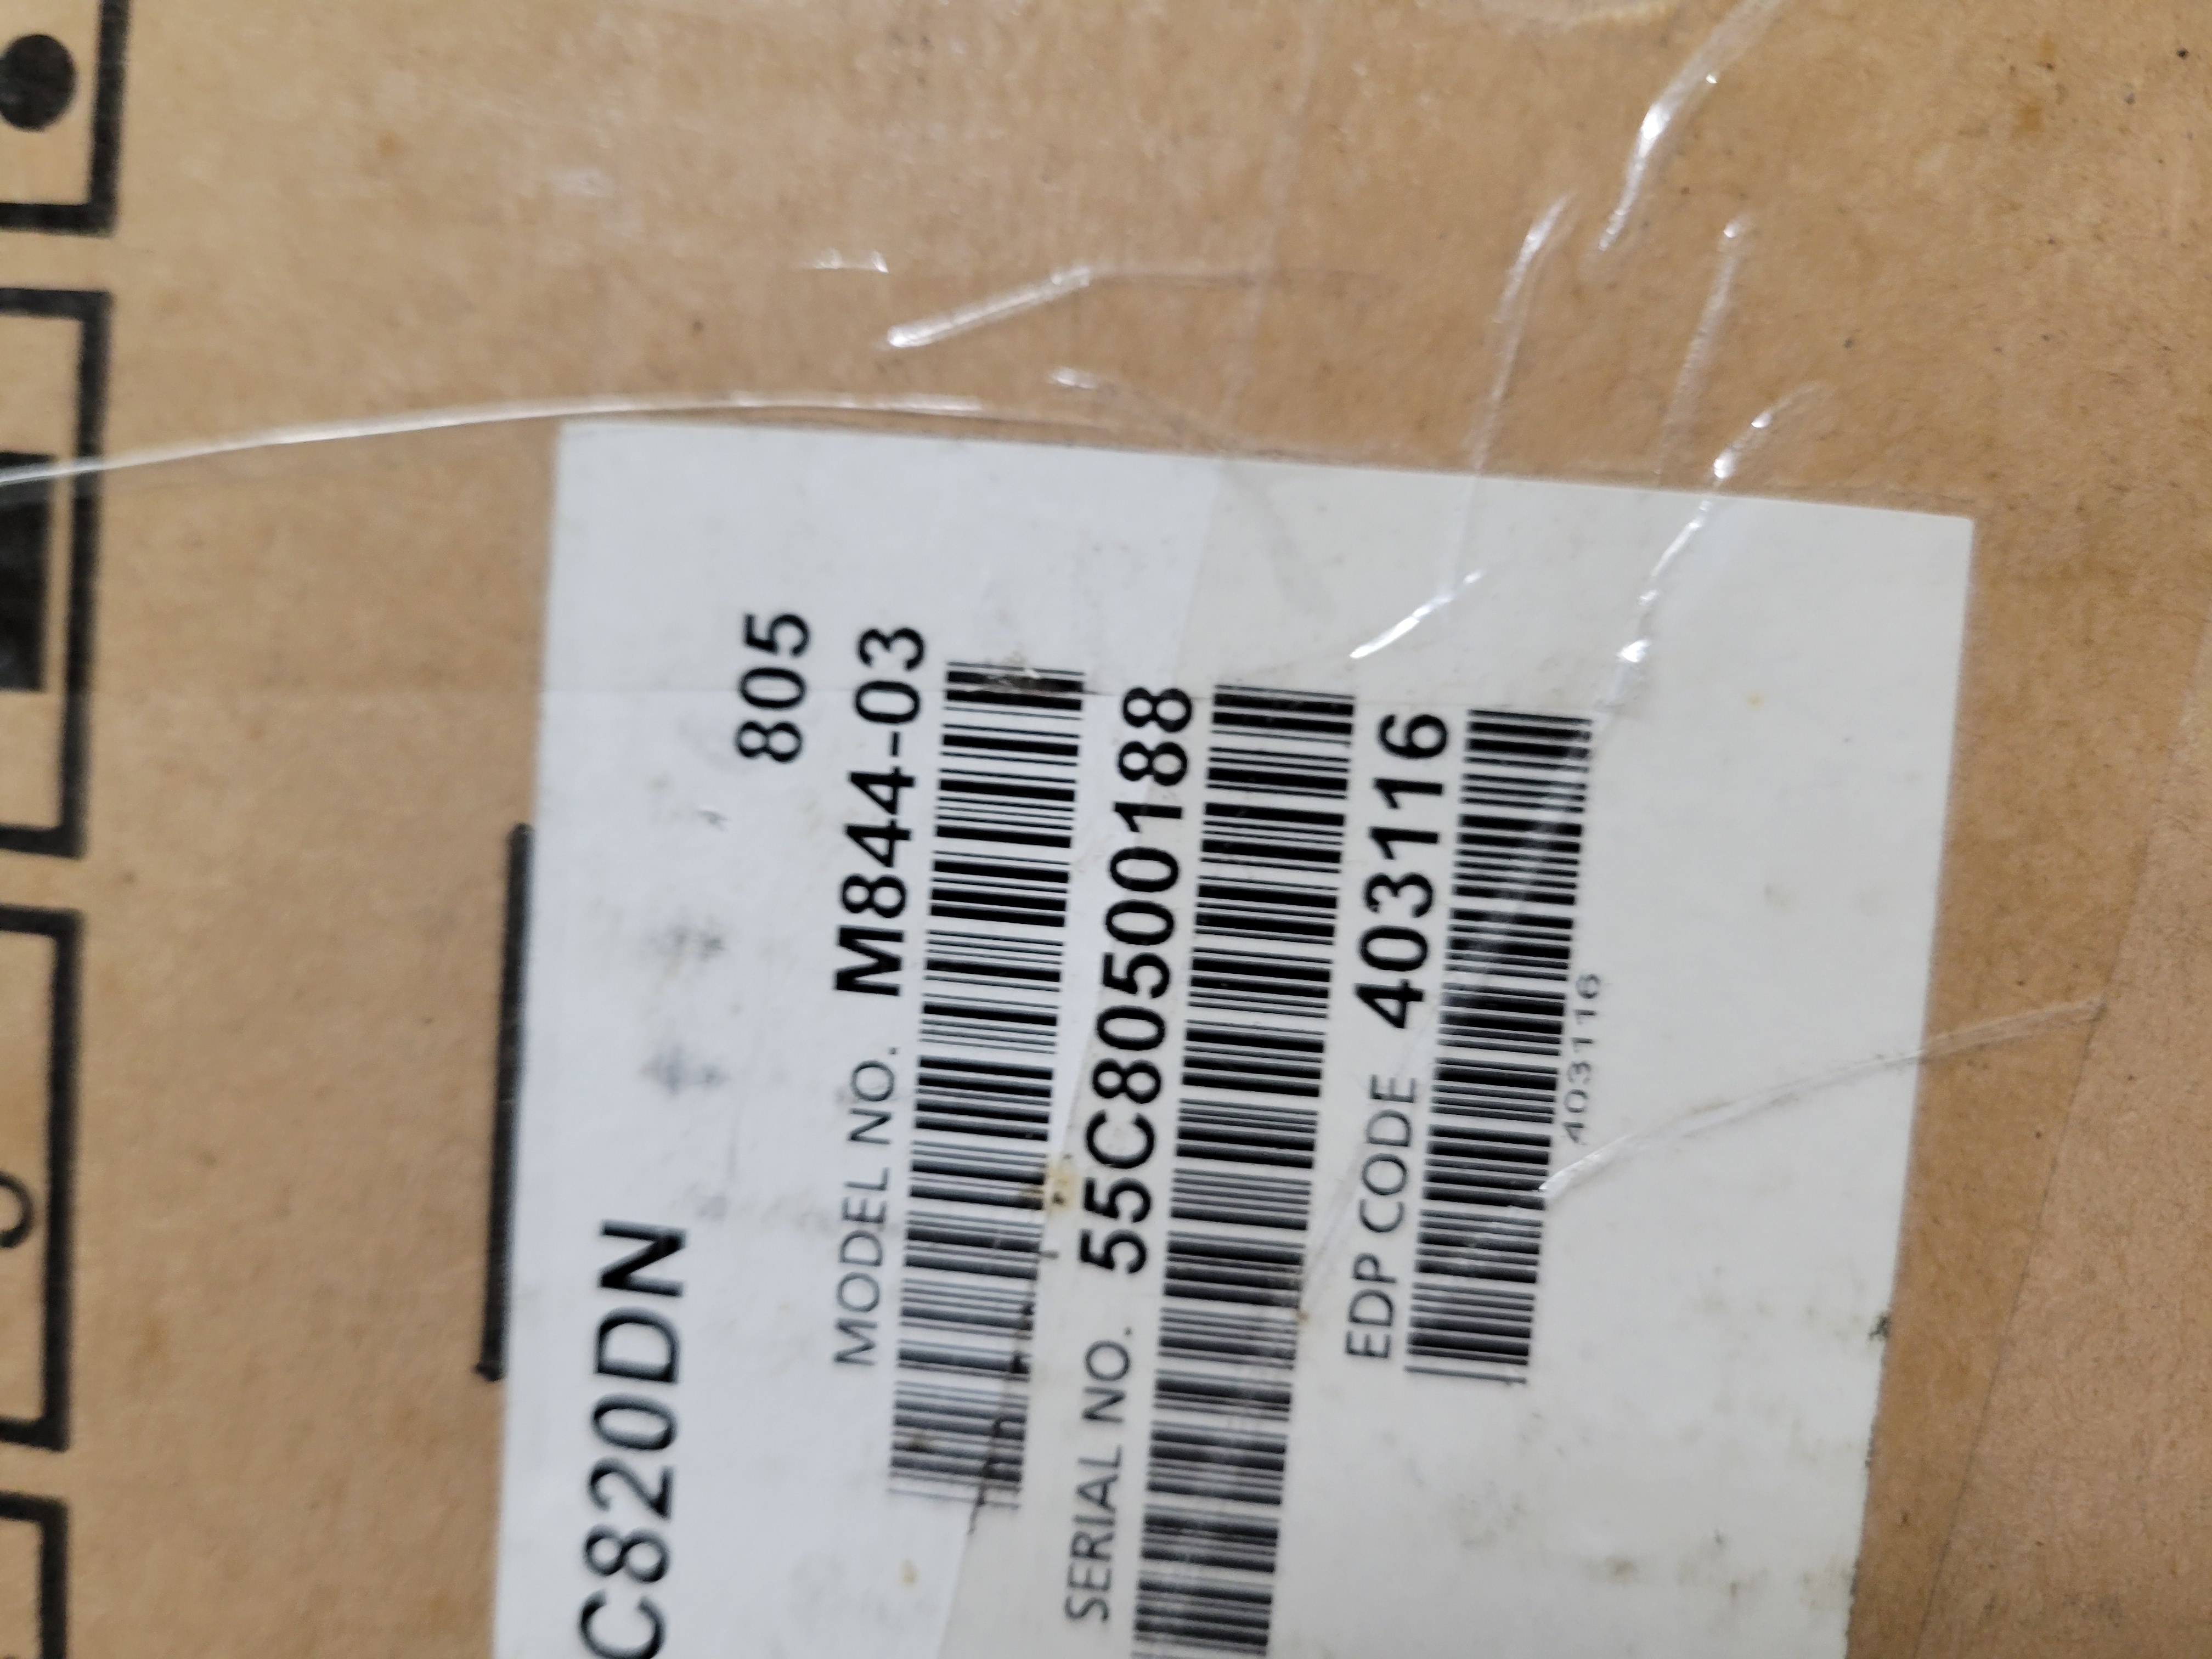 C820DN
805
MODEL NO. M844-03
SERIAL NO. 55C80500188
EDP CODE 403116
403116